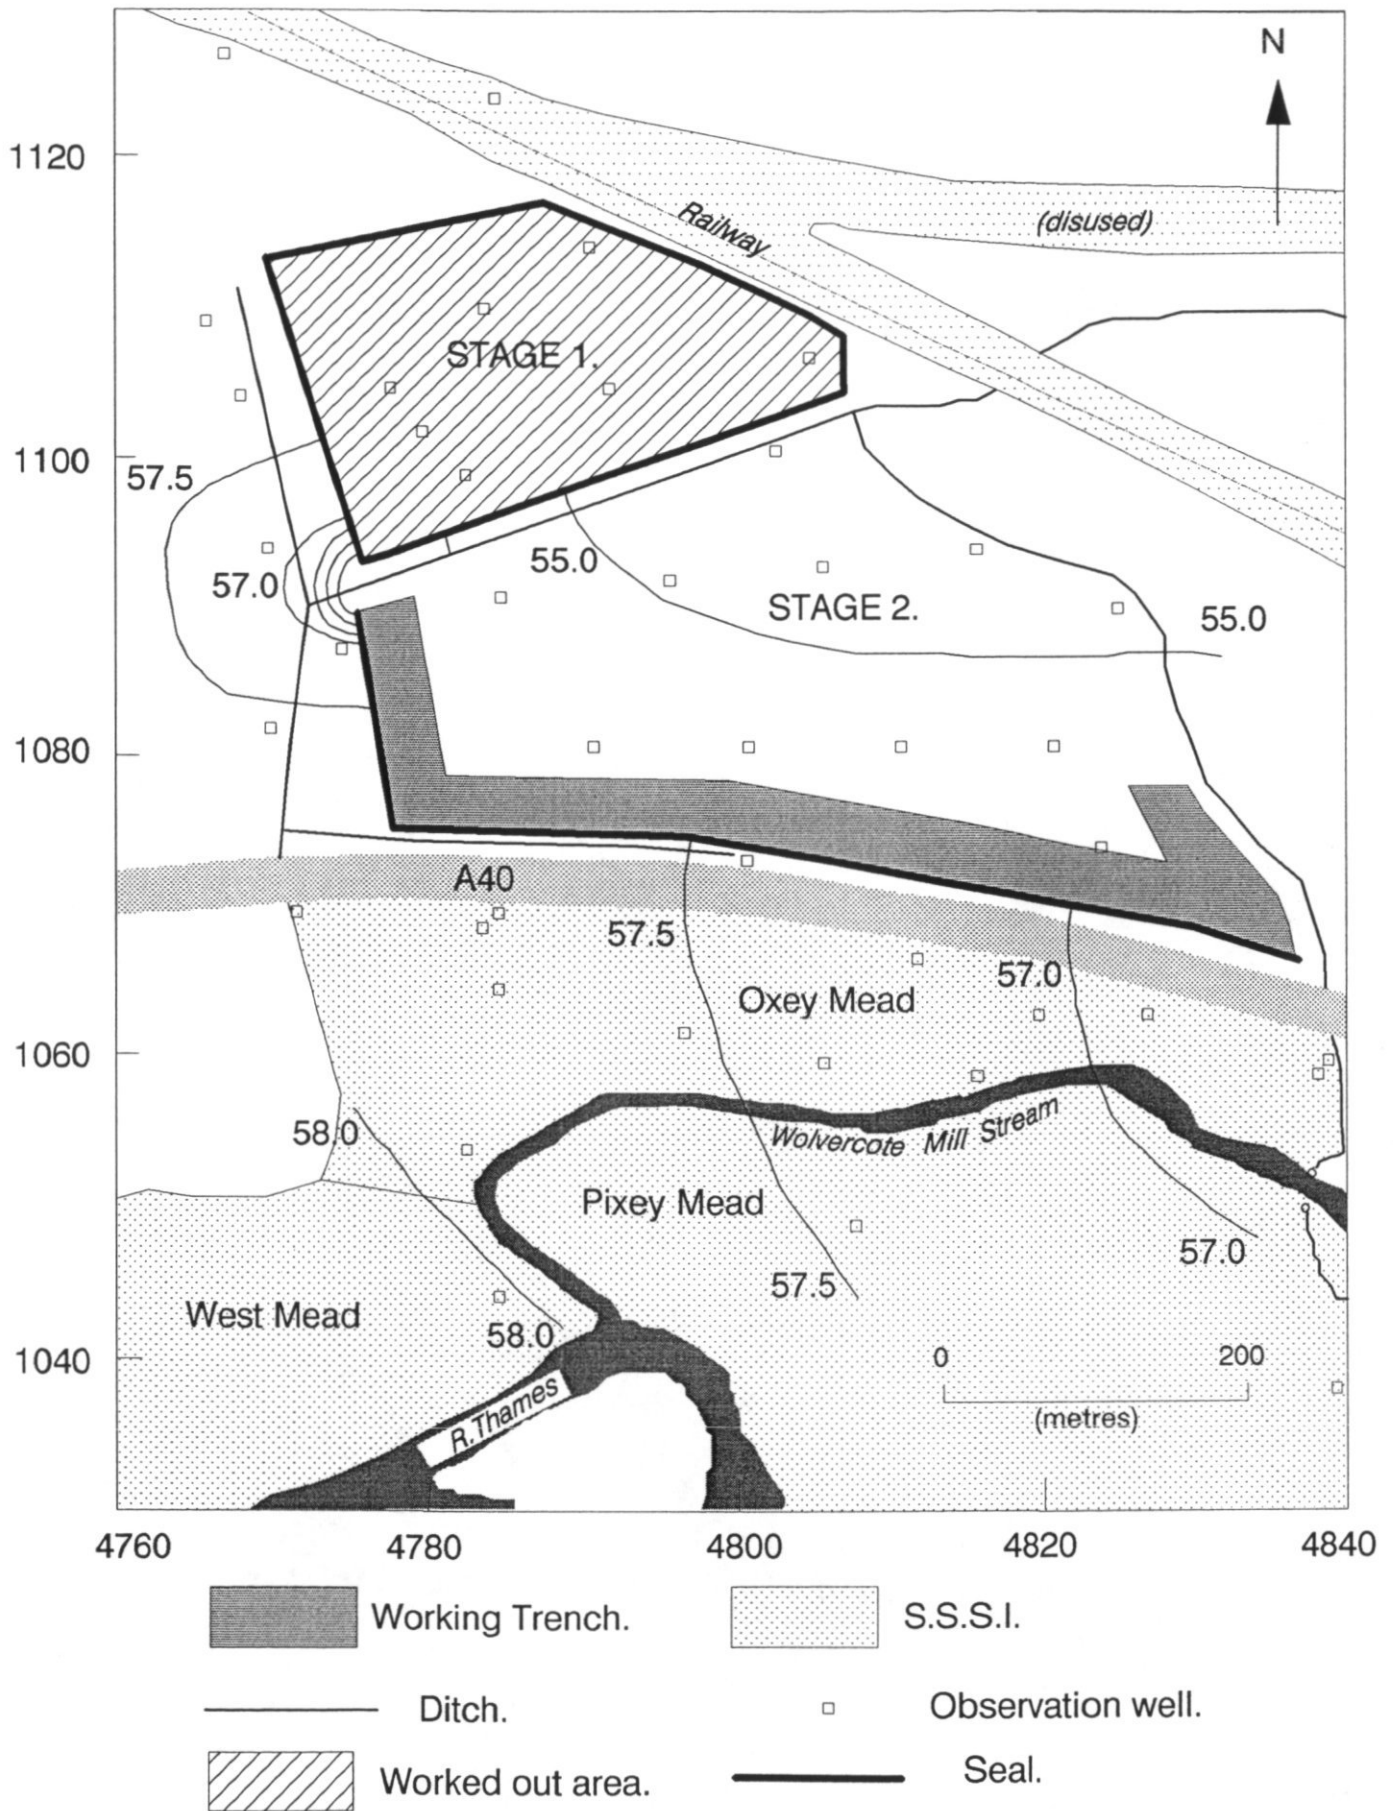 N
1120
Railway
(disused)
STAGE 1.
1100
57.5
55.0
57.0
STAGE 2.
55.0
1080
A40
57.5
57.0
Oxey Mead
1060
58.0
Wolvercote Mill Stream
Pixey Mead
57.0
57.5
West Mead
58.0
1040
0 200
R.Thames
(metres)
4760 4780 4800 4820 4840
Working Trench. S.S.S.I.
Ditch. Observation well.
Worked out area. Seal.